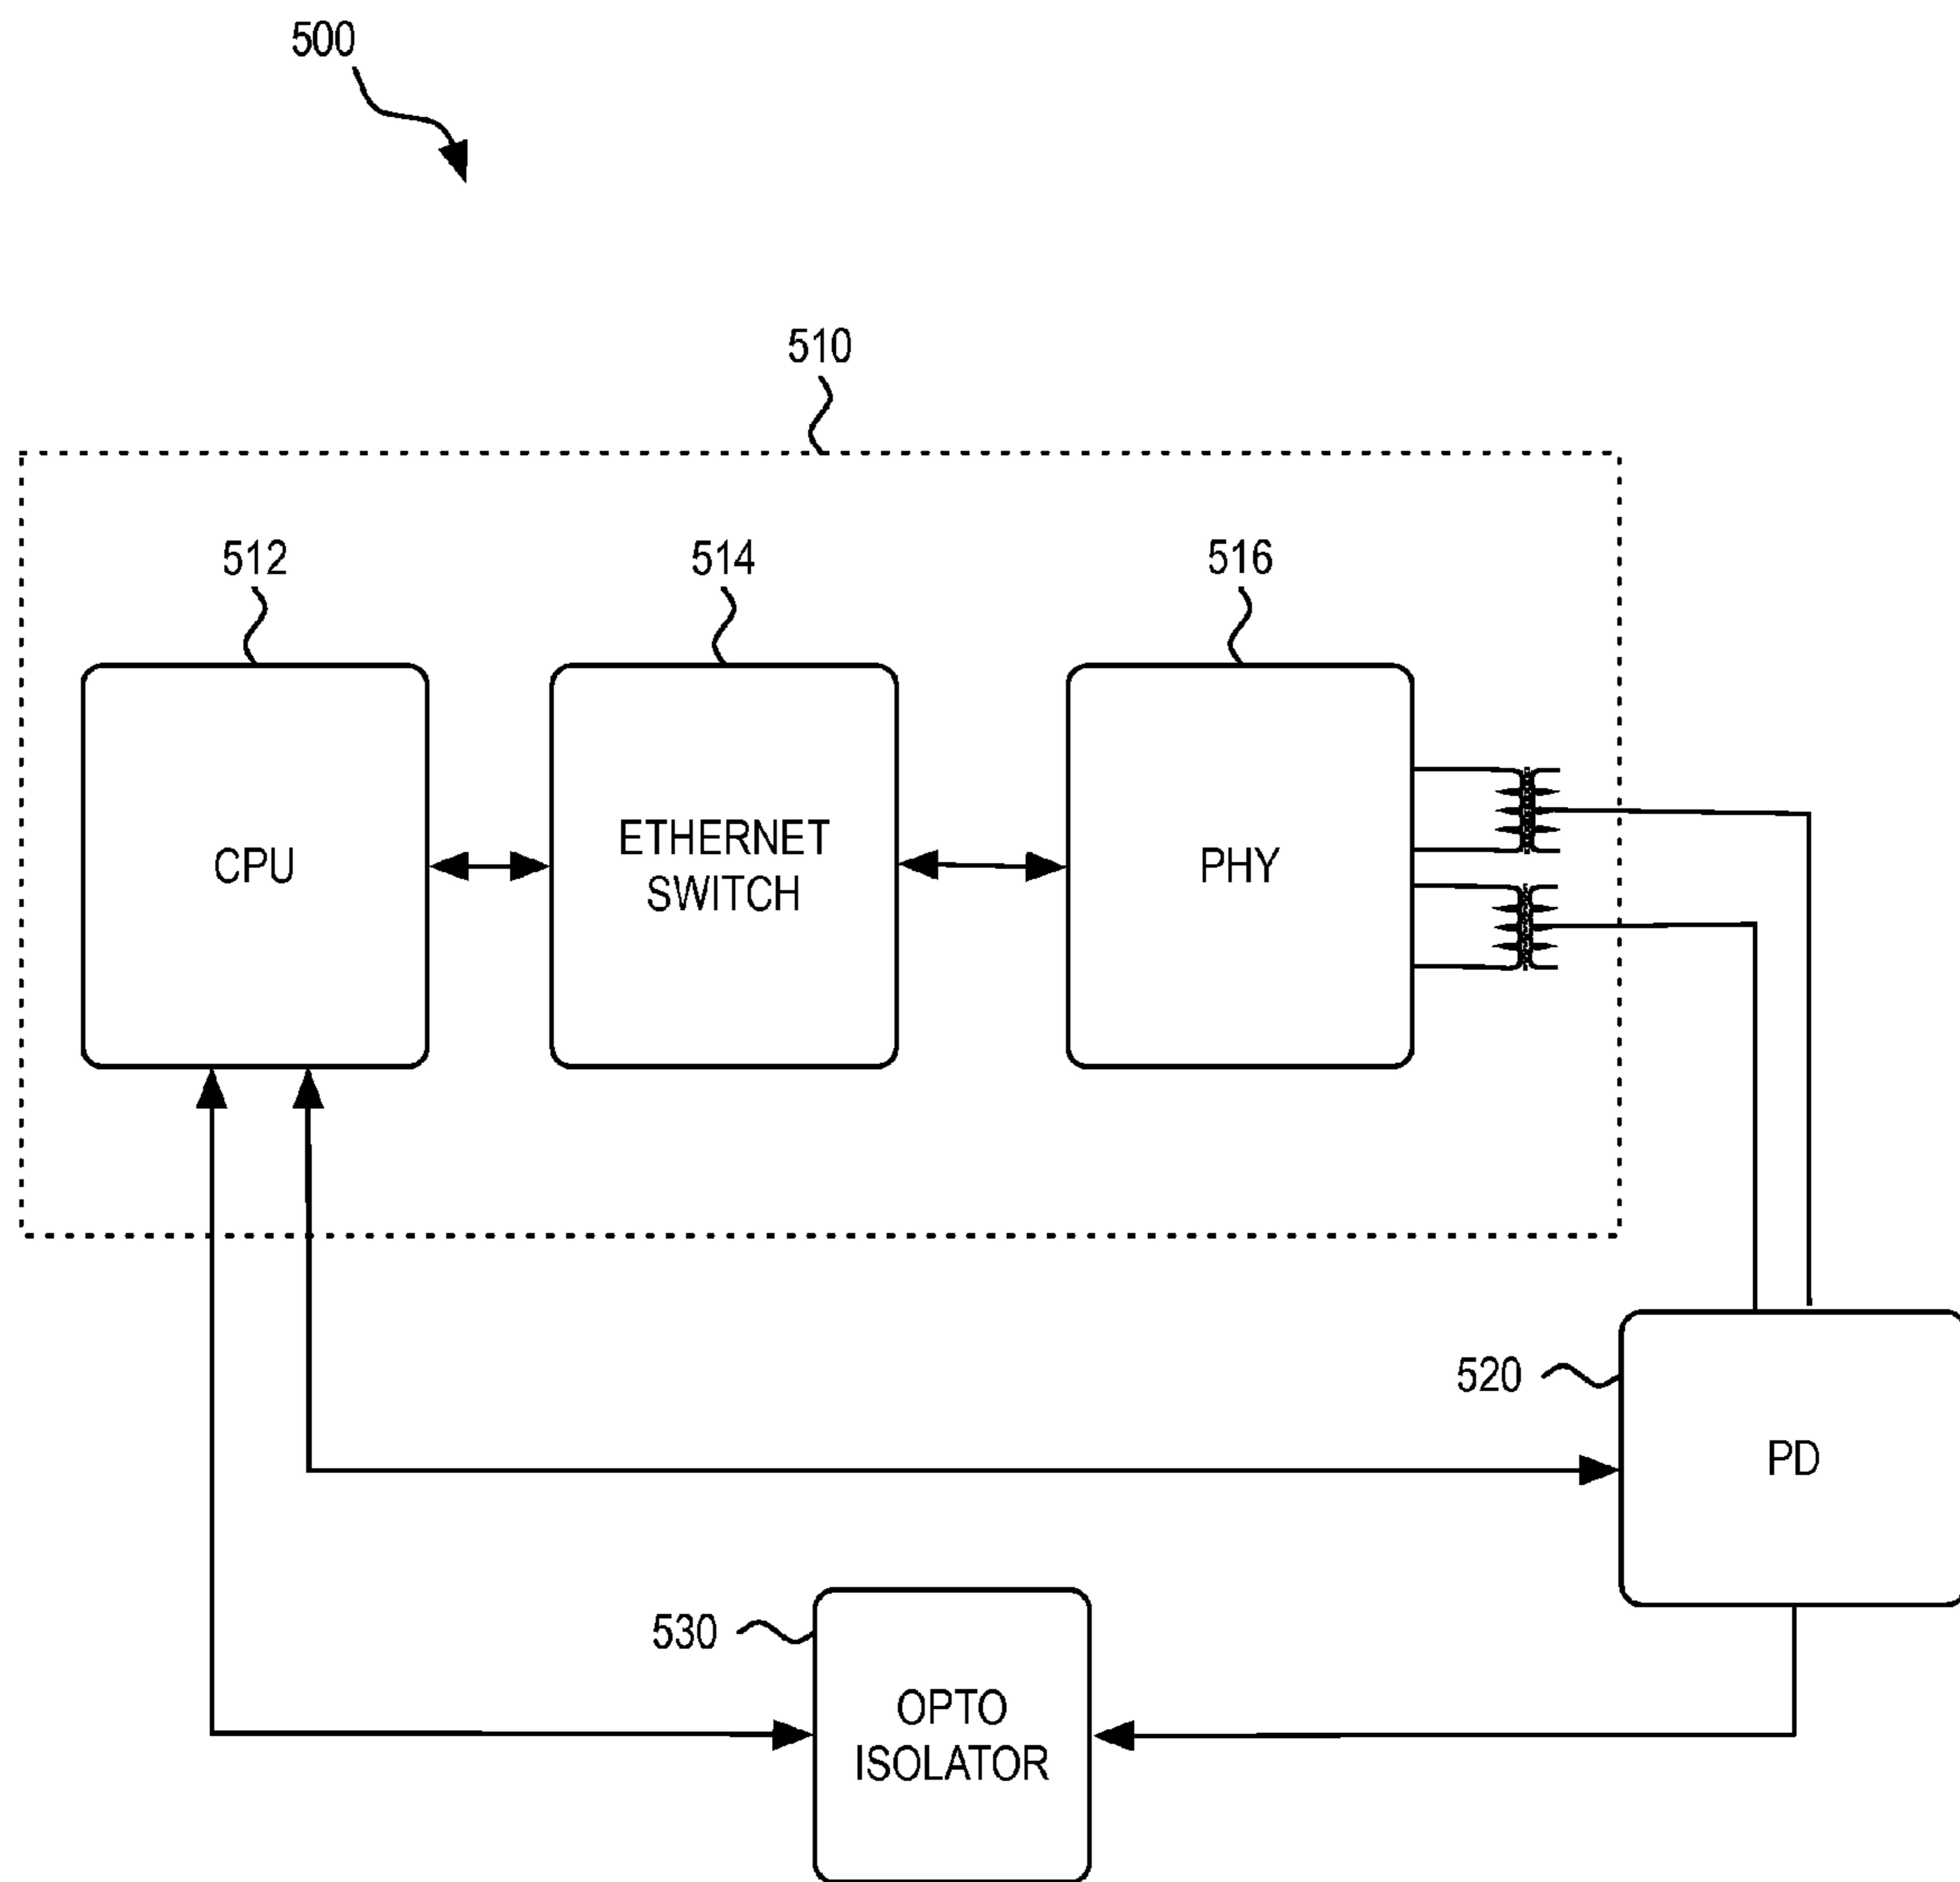 500
510
512
514
516
CPU
ETHERNET
SWITCH
PHY
520
PD
530
OPTO
ISOLATOR